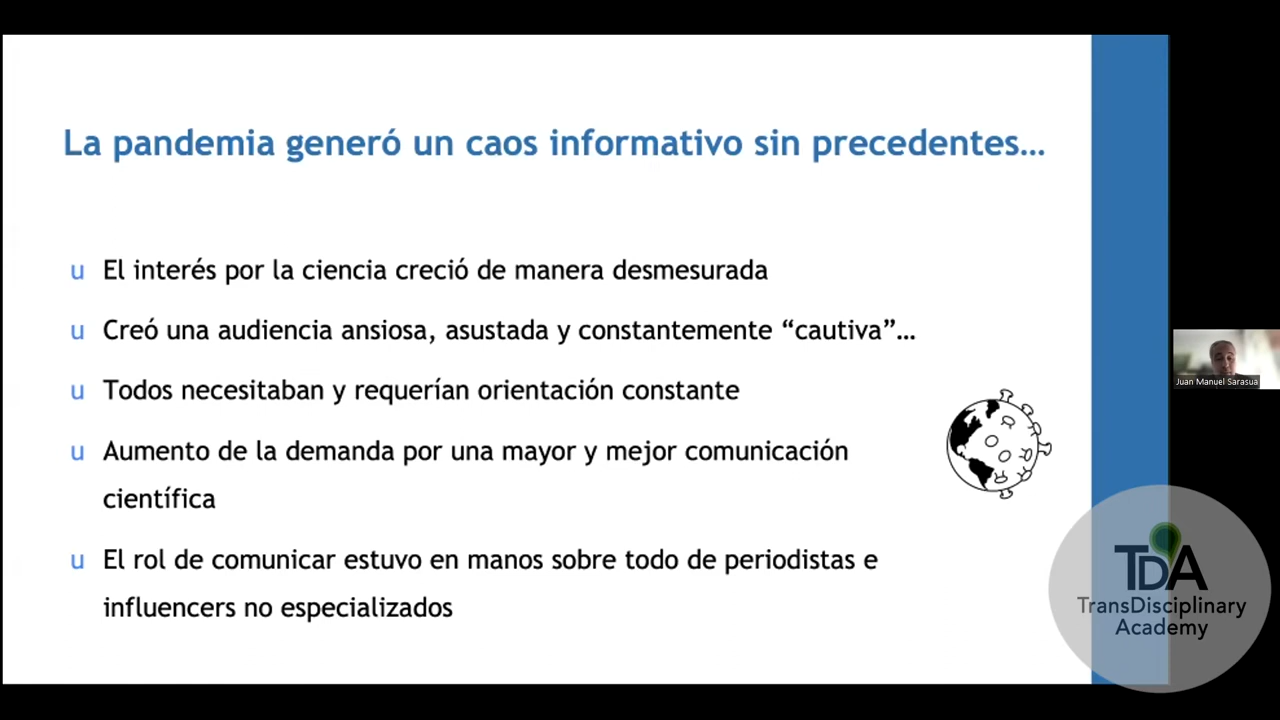 La pandemia generó un caos informativo sin precedentes...
u El interés por la ciencia creció de manera desmesurada
u Creó una audiencia ansiosa, asustada y constantemente “cautiva”...
u Todos necesitaban y requerían orientación constante
u Aumento de la demanda por una mayor y mejor comunicación
científica
u El rol de comunicar estuvo en manos sobre todo de periodistas e
influencers no especializados
Juan Manuel Sarasua
TDA
TransDisciplinary
Academy